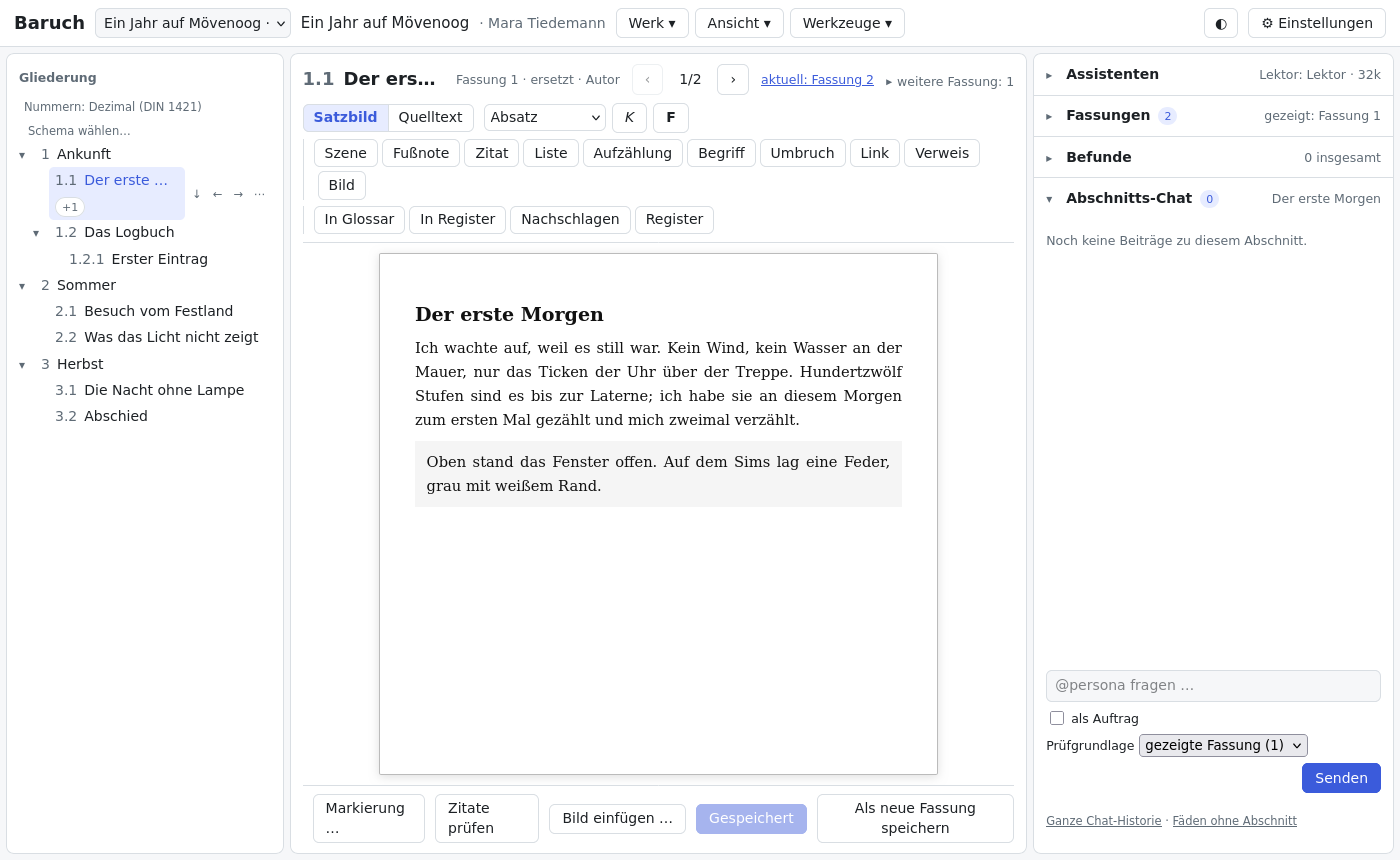 Baruch
Ein Jahr auf Mövenoog ·
Ein Jahr auf Mövenoog · Mara Tiedemann
Werk ▾
Ansicht ▾
Werkzeuge ▾
◐
⚙ Einstellungen
Gliederung
Nummern: Dezimal (DIN 1421)
Schema wählen…
▾ 1 Ankunft
1.1 Der erste …
+1
↓ ← → ⋯
▾ 1.2 Das Logbuch
1.2.1 Erster Eintrag
▾ 2 Sommer
2.1 Besuch vom Festland
2.2 Was das Licht nicht zeigt
▾ 3 Herbst
3.1 Die Nacht ohne Lampe
3.2 Abschied
1.1 Der ers…
Fassung 1 · ersetzt · Autor
‹ 1/2 ›
aktuell: Fassung 2
▸ weitere Fassung: 1
Satzbild Quelltext
Absatz
K
F
Szene Fußnote Zitat Liste Aufzählung Begriff Umbruch Link Verweis
Bild
In Glossar In Register Nachschlagen Register
Der erste Morgen
Ich wachte auf, weil es still war. Kein Wind, kein Wasser an der
Mauer, nur das Ticken der Uhr über der Treppe. Hundertzwölf
Stufen sind es bis zur Laterne; ich habe sie an diesem Morgen
zum ersten Mal gezählt und mich zweimal verzählt.
Oben stand das Fenster offen. Auf dem Sims lag eine Feder,
grau mit weißem Rand.
Markierung
…
Zitate
prüfen
Bild einfügen …
Gespeichert
Als neue Fassung
speichern
▸ Assistenten Lektor: Lektor · 32k
▸ Fassungen 2 gezeigt: Fassung 1
▸ Befunde 0 insgesamt
▾ Abschnitts-Chat 0 Der erste Morgen
Noch keine Beiträge zu diesem Abschnitt.
@persona fragen …
als Auftrag
Prüfgrundlage gezeigte Fassung (1)
Senden
Ganze Chat-Historie · Fäden ohne Abschnitt